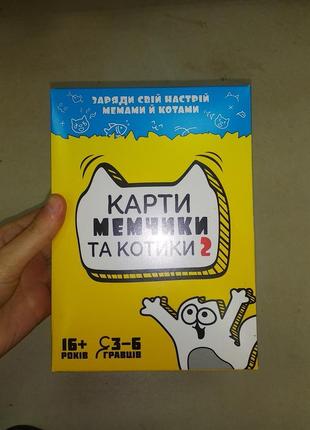 ЗАРЯДИ СВІЙ НАСТРІЙ
МЕМАМИ Й КОТАМИ
КАРТИ
МЕМЧИКИ
ТА КОТИКИ 2
16+
РОКІВ
3–6
ГРАВЦІВ